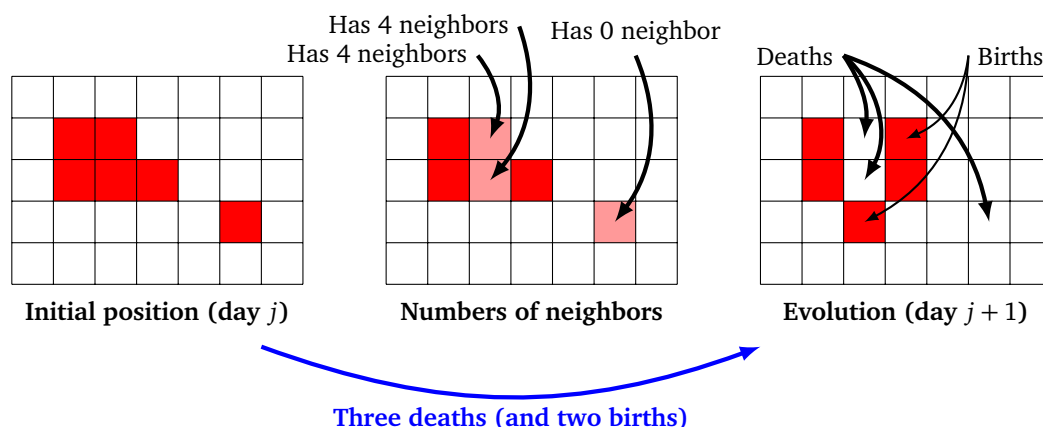 Has 4 neighbors
Has 4 neighbors
Has 0 neighbor
Deaths
Births
Initial position (day j)
Numbers of neighbors
Evolution (day j + 1)
Three deaths (and two births)